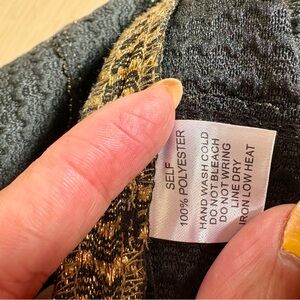 SELF
100% POLYESTER
HAND WASH COLD
DO NOT BLEACH
DO NOT WRING
LINE DRY
IRON LOW HEAT